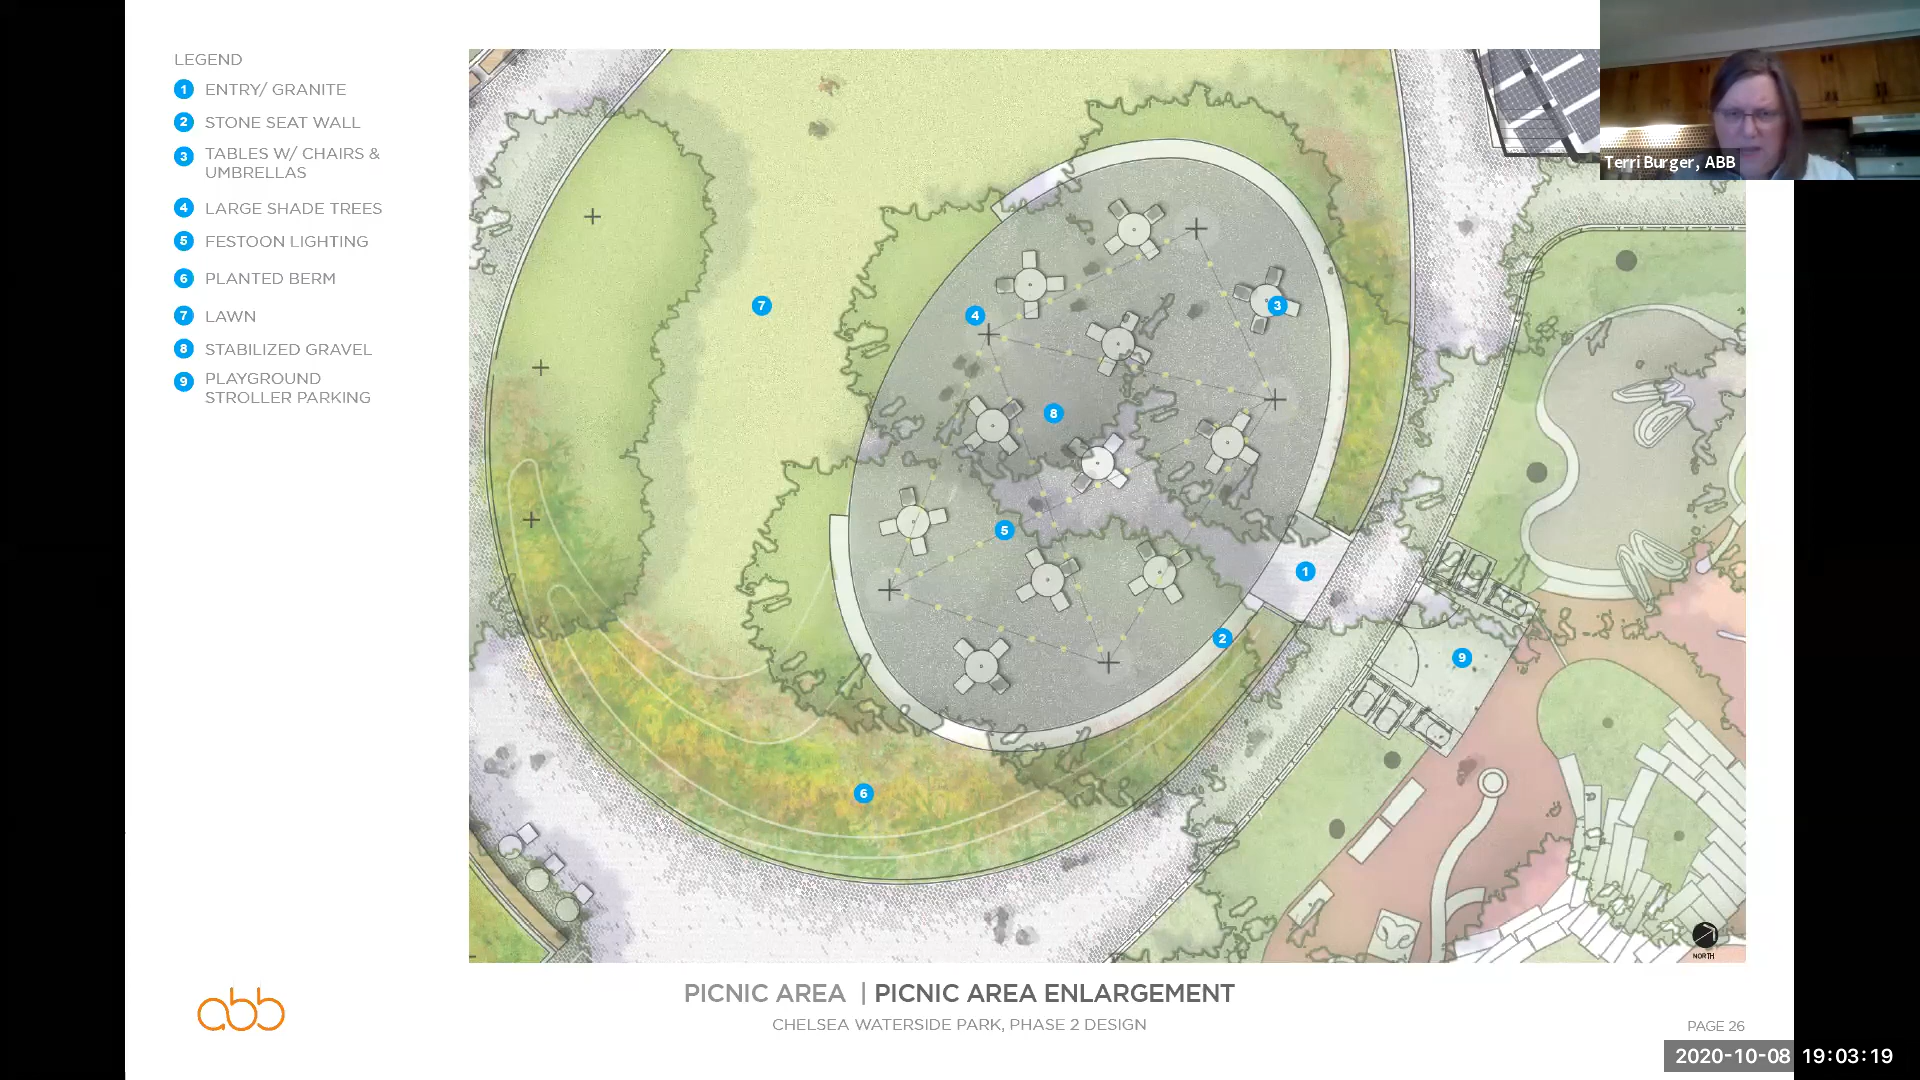 LEGEND
1 ENTRY/ GRANITE
2 STONE SEAT WALL
3 TABLES W/ CHAIRS &
UMBRELLAS
4 LARGE SHADE TREES
5 FESTOON LIGHTING
6 PLANTED BERM
7 LAWN
8 STABILIZED GRAVEL
9 PLAYGROUND
STROLLER PARKING
Terri Burger, ABB
7
4
3
8
5
1
2
9
6
NORTH
abb
PICNIC AREA | PICNIC AREA ENLARGEMENT
CHELSEA WATERSIDE PARK, PHASE 2 DESIGN
PAGE 26
2020-10-08 19:03:19